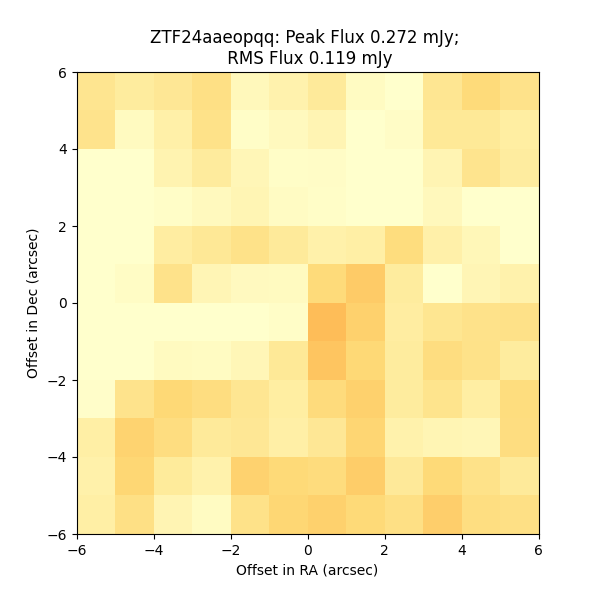 ZTF24aaeopqq: Peak Flux 0.272 mJy;
RMS Flux 0.119 mJy
6
4
2
0
−2
−4
−6
Offset in Dec (arcsec)
−6 −4 −2 0 2 4 6
Offset in RA (arcsec)